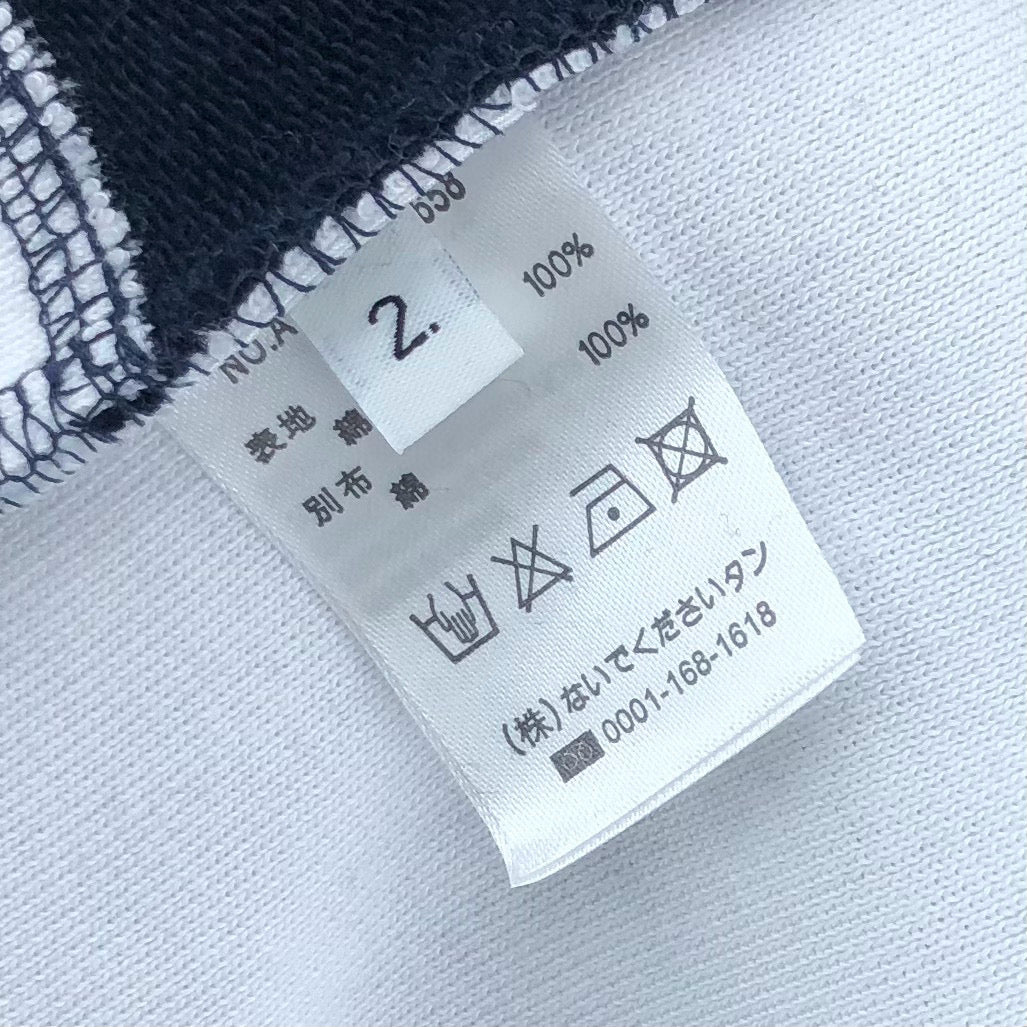 NO.A
2.
表地 綿 100%
別布 綿 100%
(株)ないでくださいタン
0001-168-1618